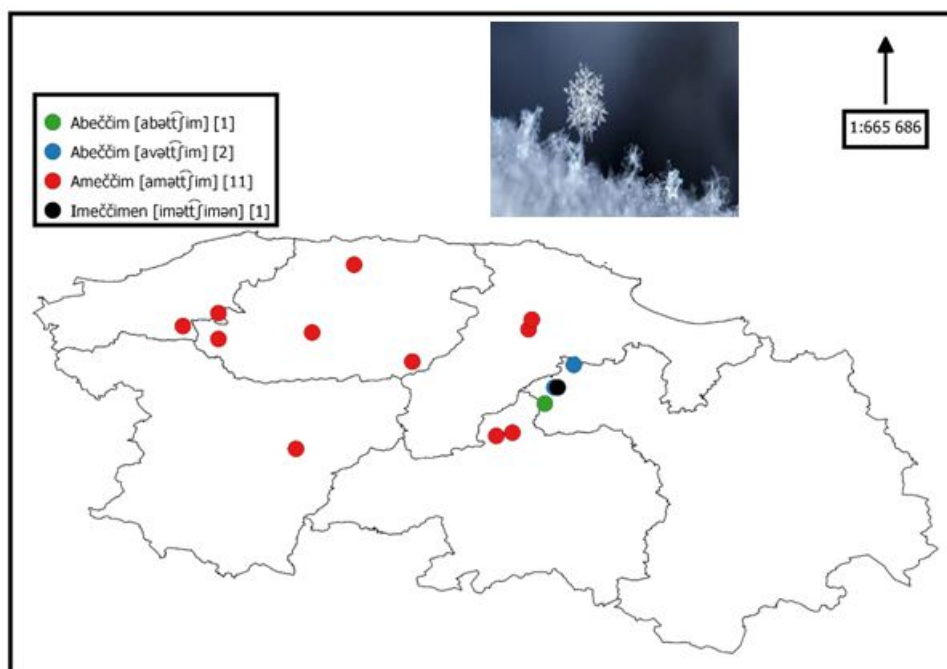 Abeččim [abətt͡ʃim] [1]
Abeččim [avətt͡ʃim] [2]
Ameččim [amətt͡ʃim] [11]
Imeččimen [imətt͡ʃimən] [1]
1:665 686